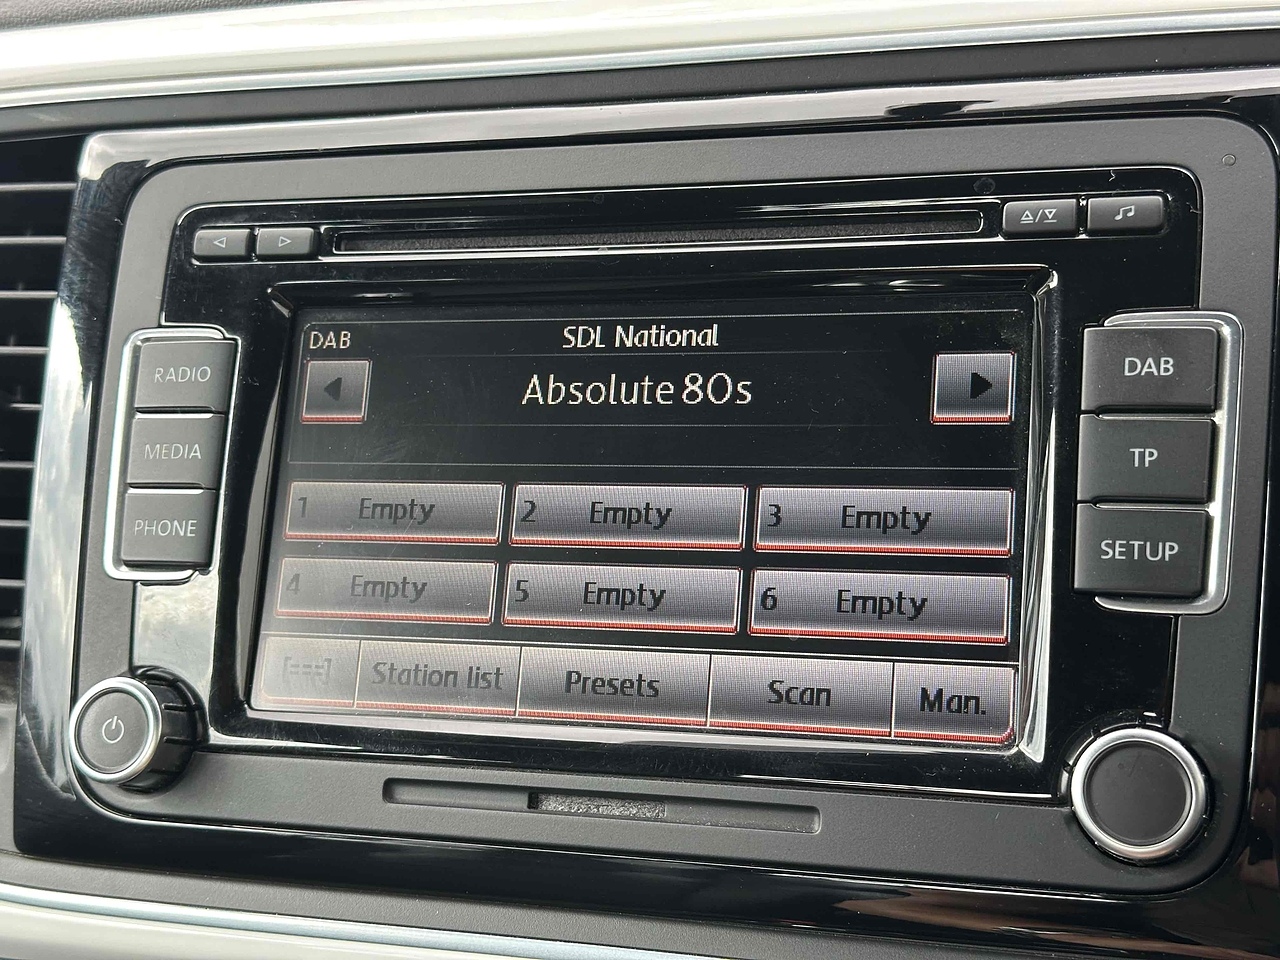 DAB
SDL National
Absolute 80s
RADIO
MEDIA
PHONE
DAB
TP
SETUP
1 Empty
2 Empty
3 Empty
4 Empty
5 Empty
6 Empty
Station list
Presets
Scan
Man.